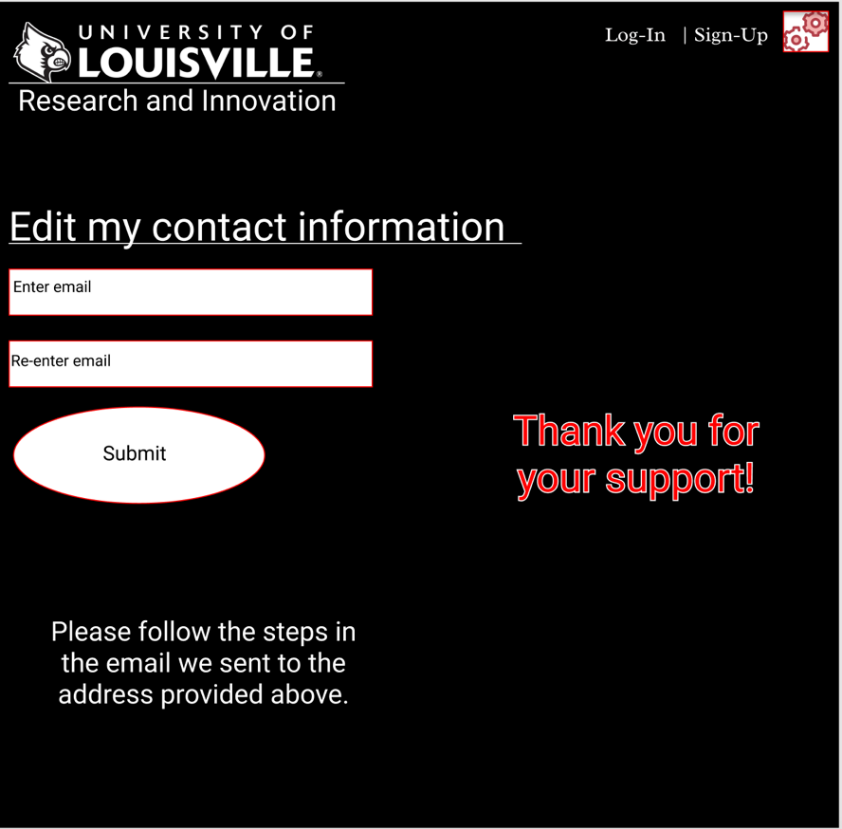 UNIVERSITY OF
LOUISVILLE.
Research and Innovation
Log-In | Sign-Up
Edit my contact information
Enter email
Re-enter email
Submit
Thank you for
your support!
Please follow the steps in
the email we sent to the
address provided above.